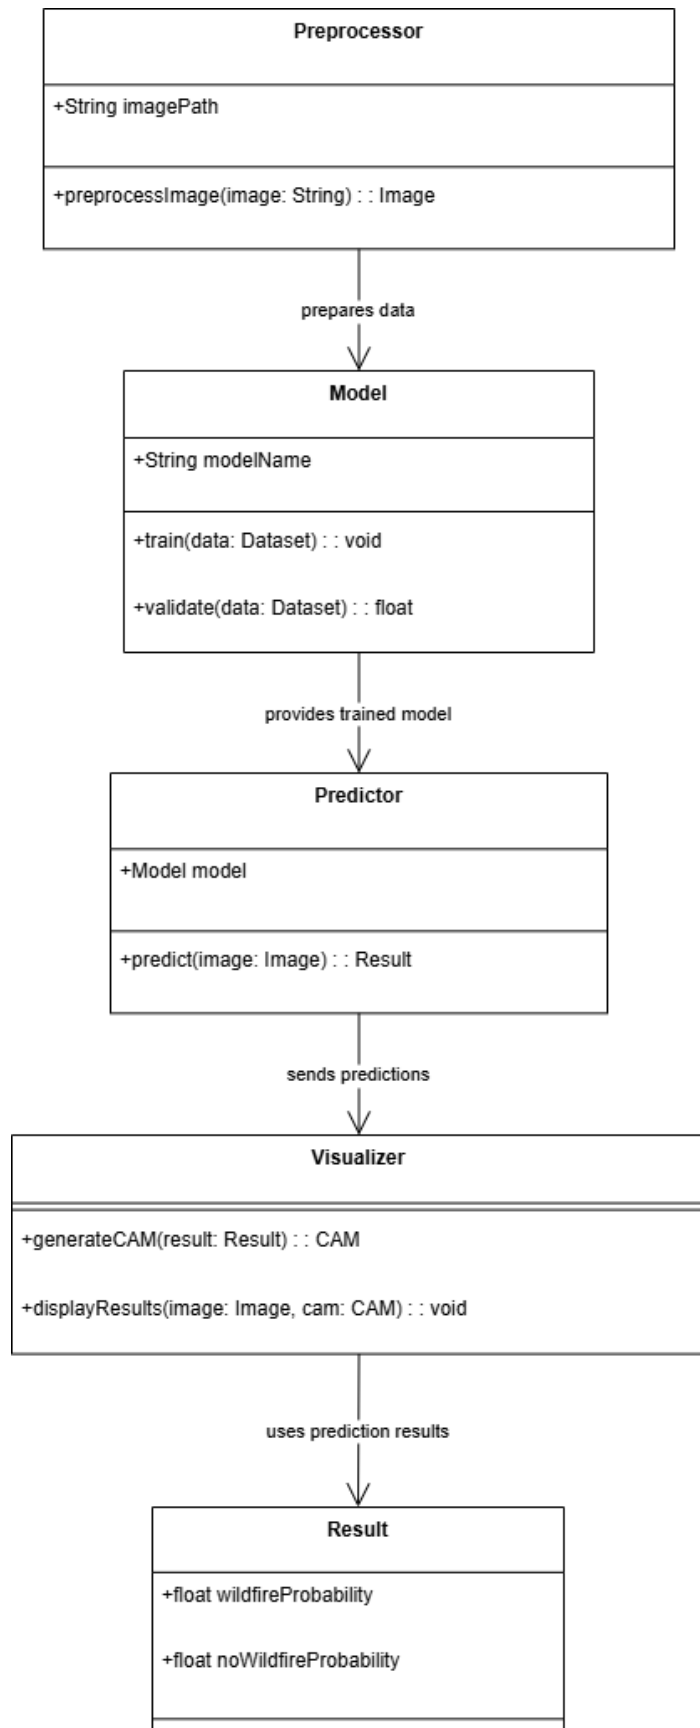 Preprocessor
+String imagePath
+preprocessImage(image: String) : : Image
prepares data
Model
+String modelName
+train(data: Dataset) : : void
+validate(data: Dataset) : : float
provides trained model
Predictor
+Model model
+predict(image: Image) : : Result
sends predictions
Visualizer
+generateCAM(result: Result) : : CAM
+displayResults(image: Image, cam: CAM) : : void
uses prediction results
Result
+float wildfireProbability
+float noWildfireProbability